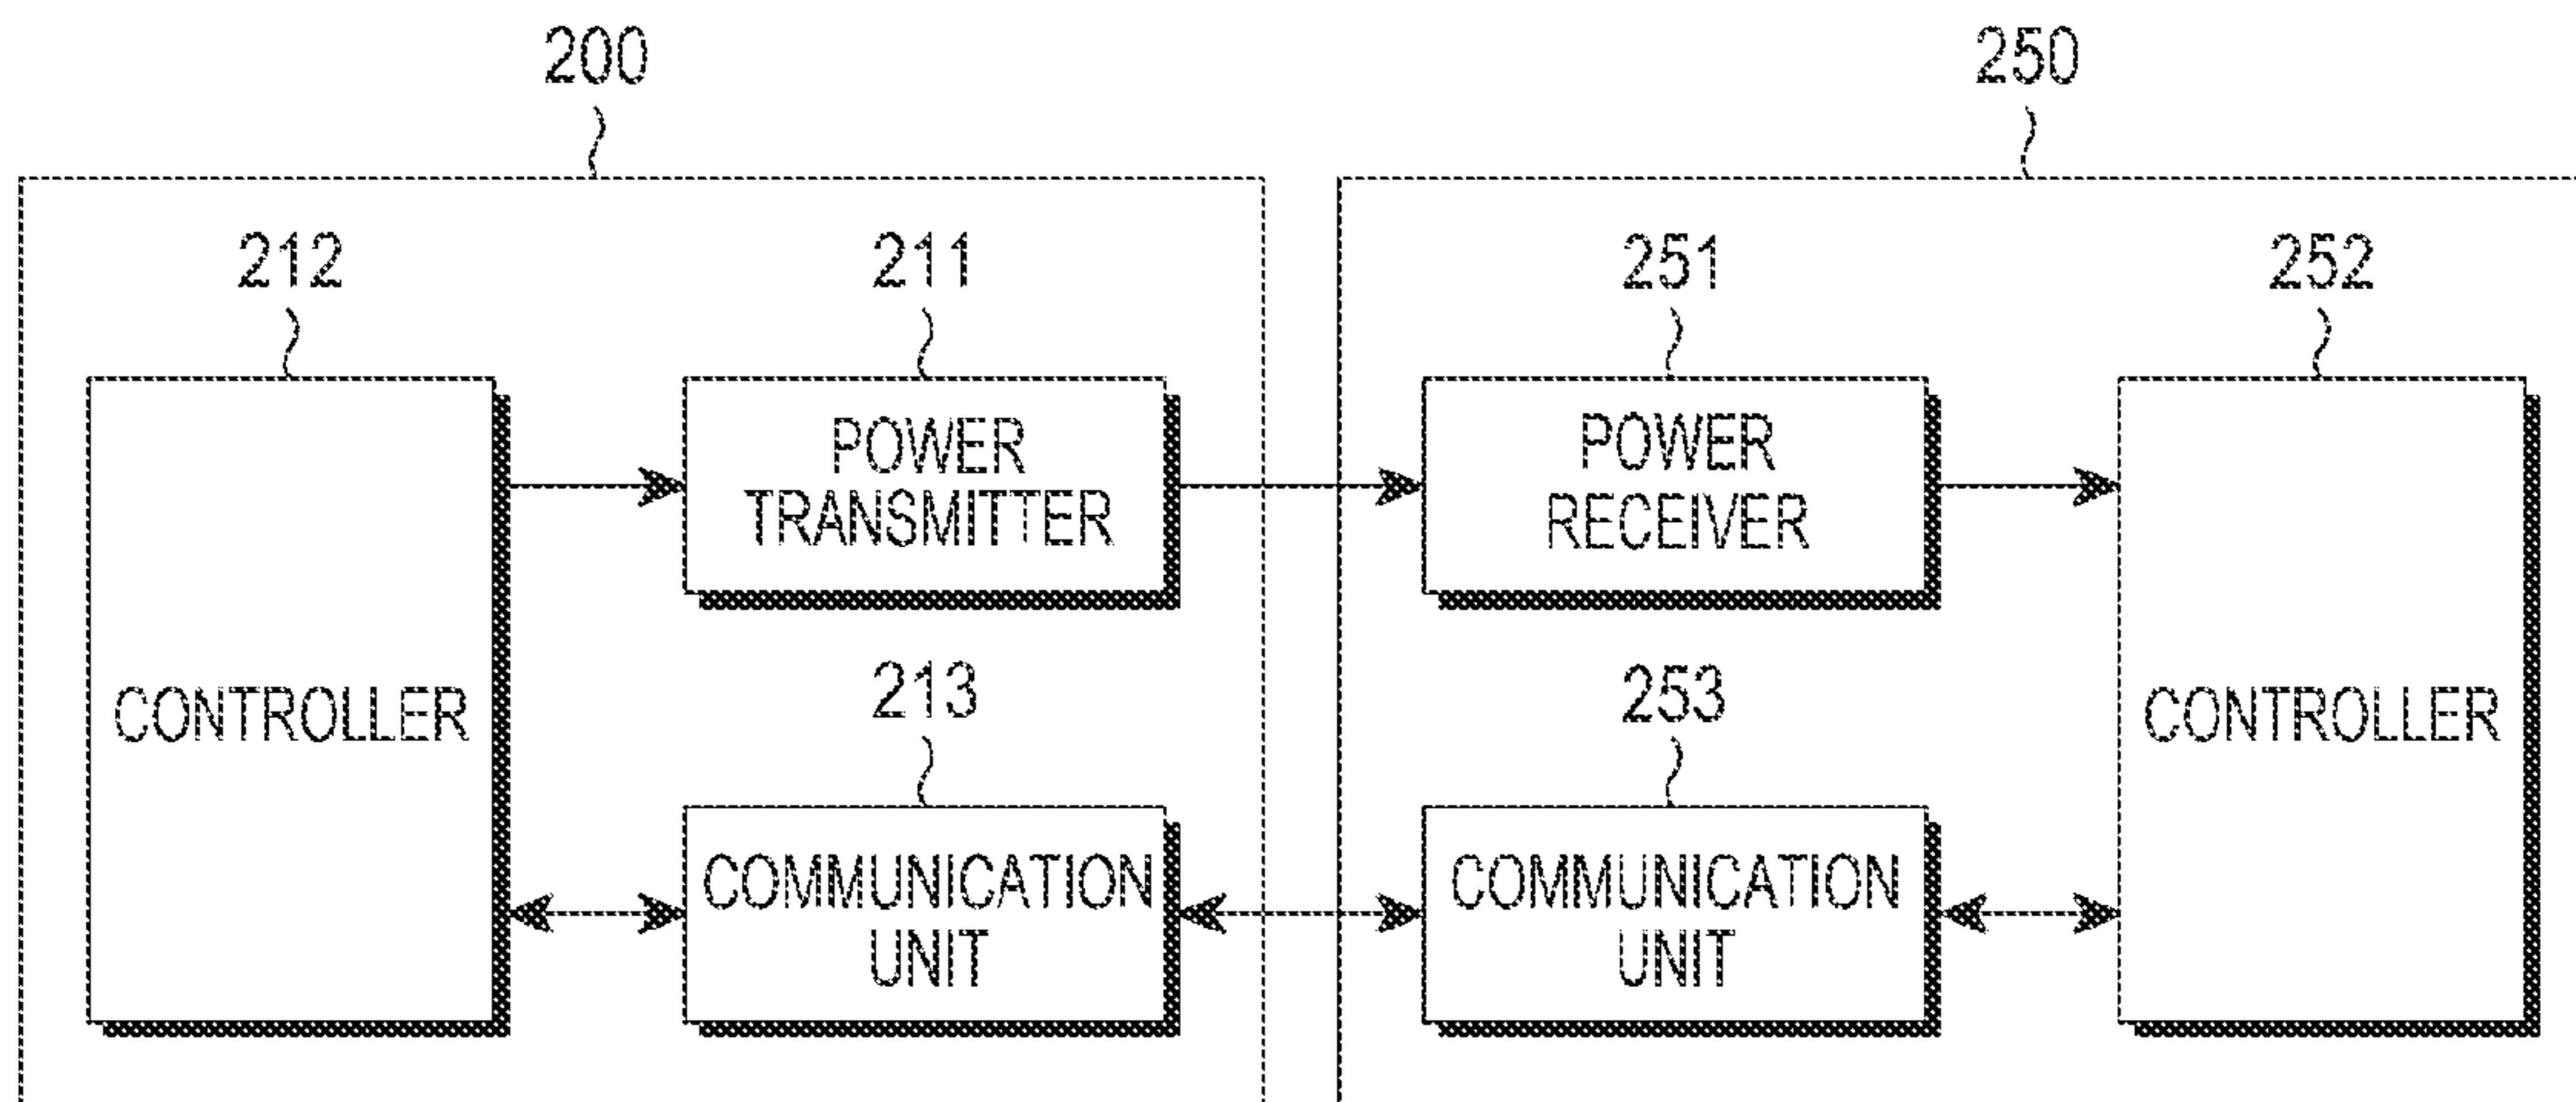 200
250
212
211
251
252
POWER
TRANSMITTER
POWER
RECEIVER
CONTROLLER
213
253
CONTROLLER
COMMUNICATION
UNIT
COMMUNICATION
UNIT